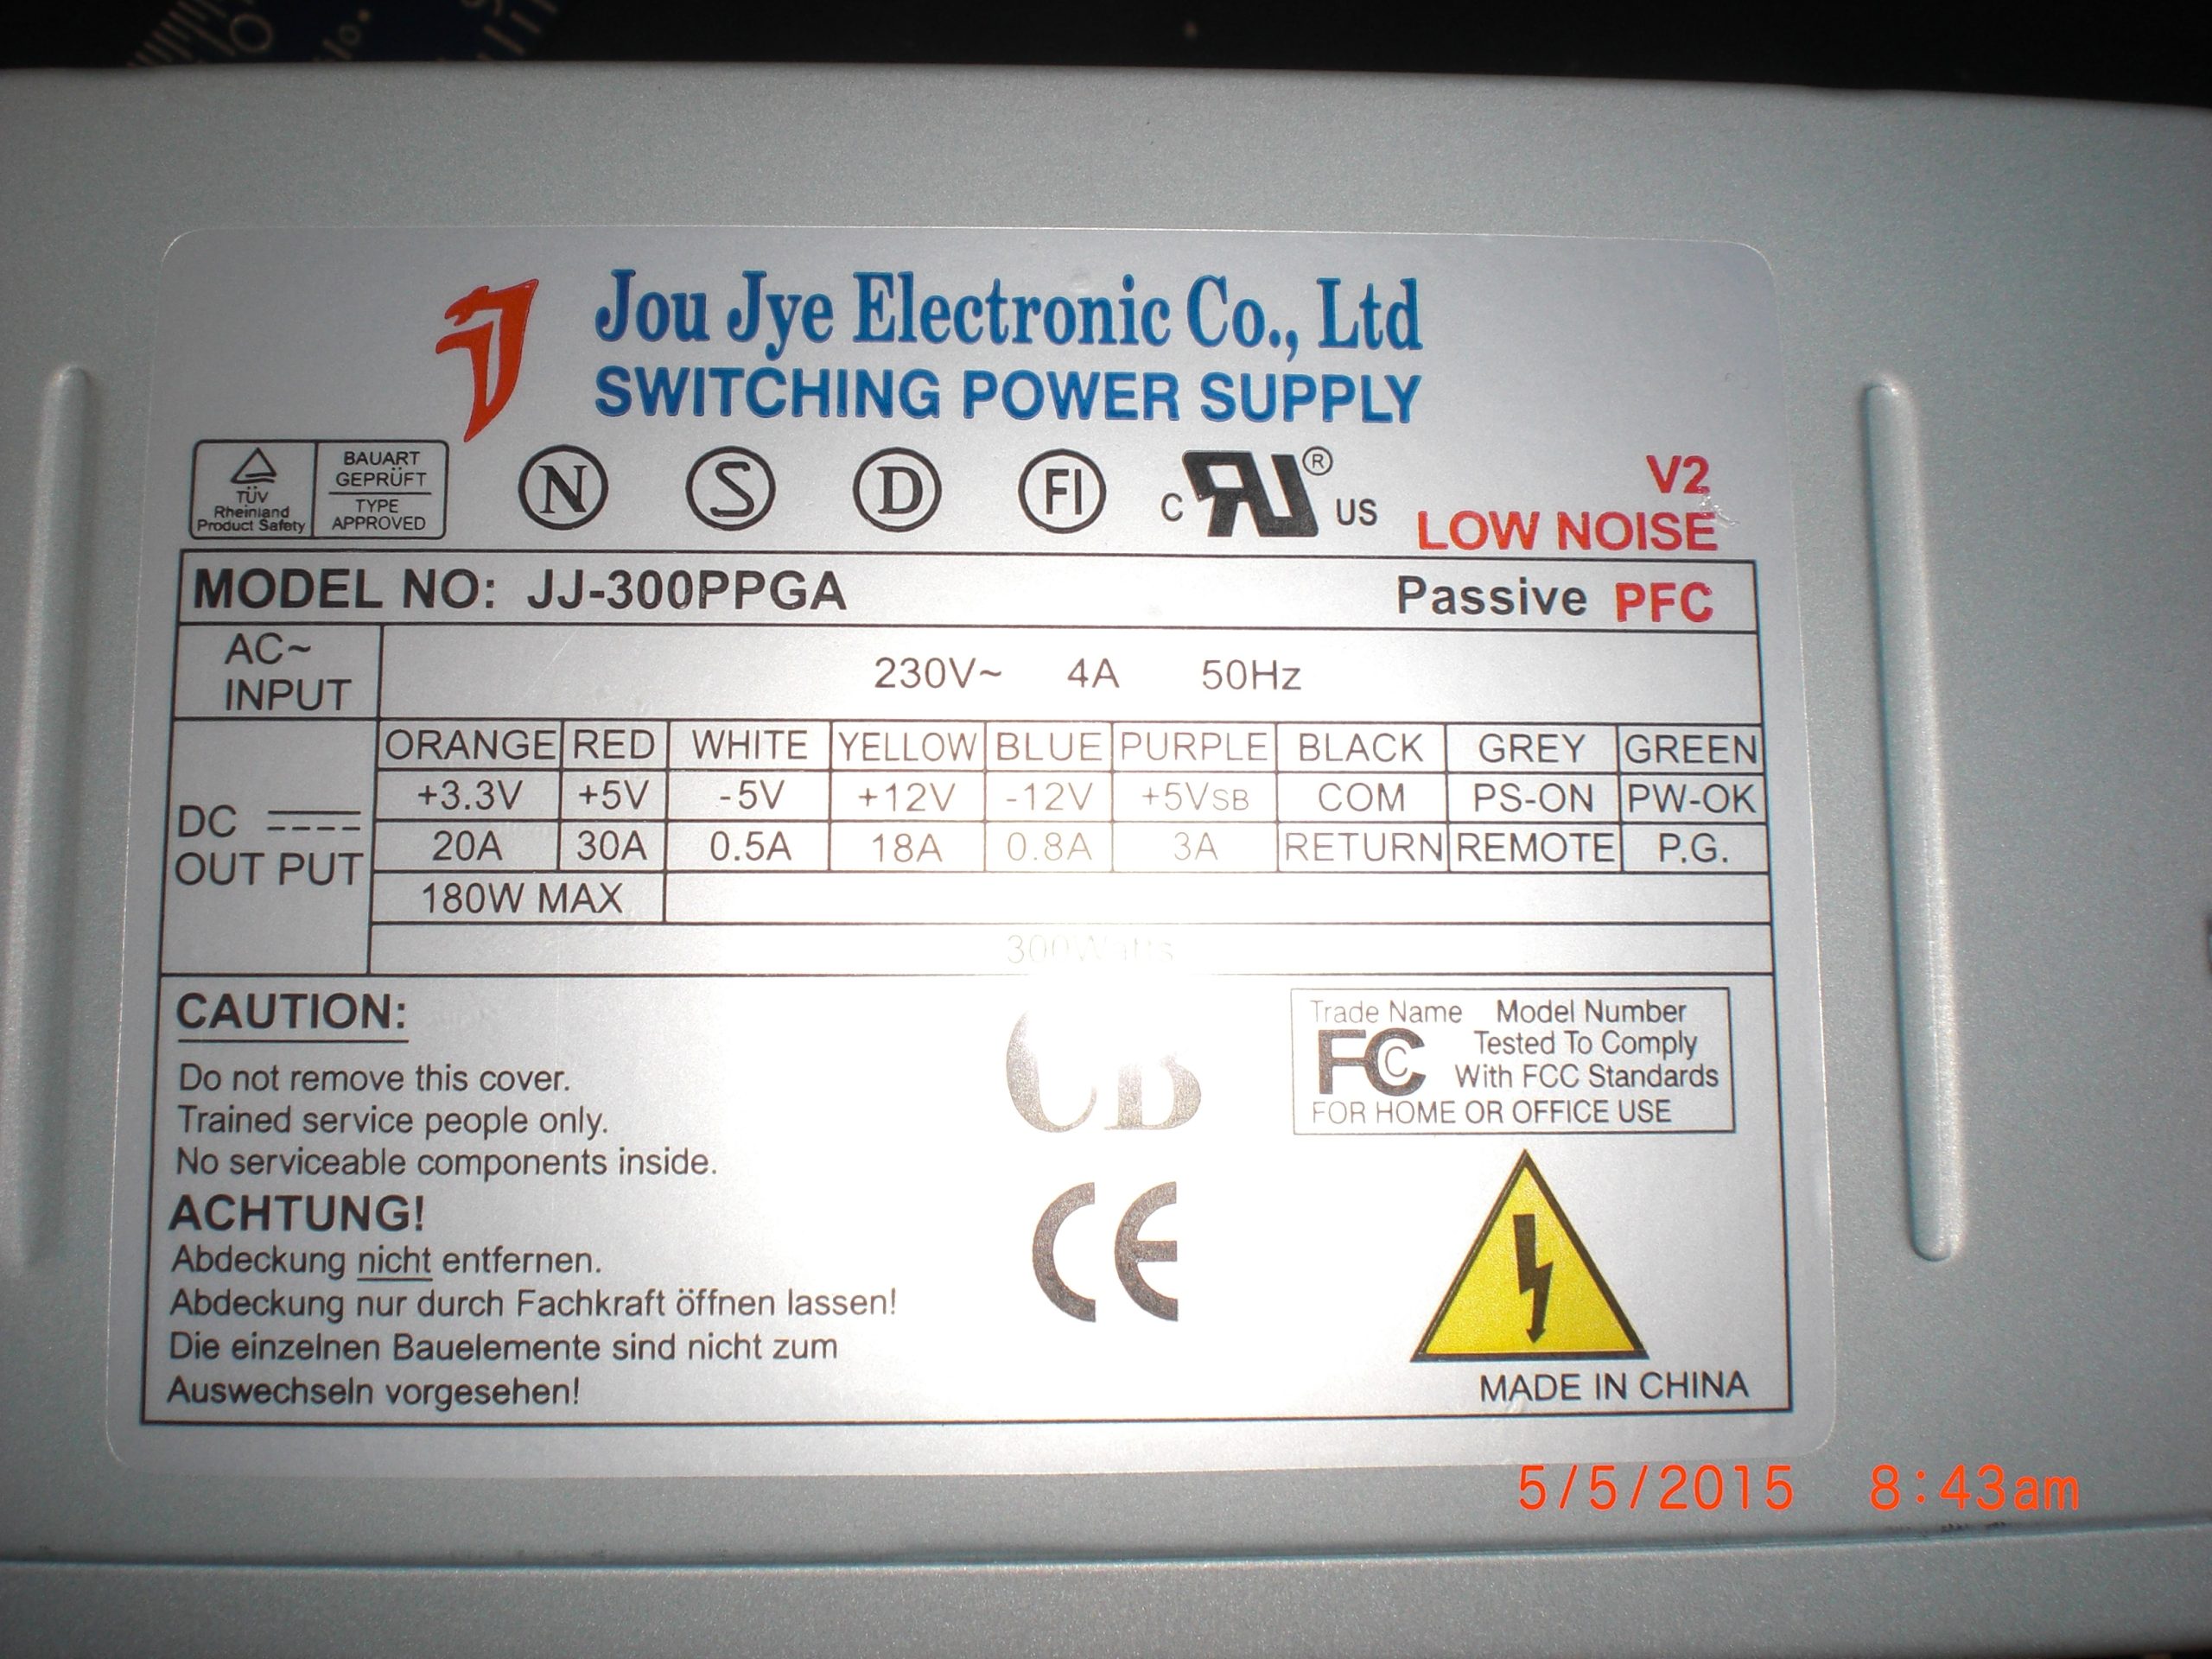 Jou Jye Electronic Co., Ltd
SWITCHING POWER SUPPLY
TÜV
Rheinland
Product Safety
BAUART
GEPRÜFT
TYPE
APPROVED
N S D FI C RU ® US
V2
LOW NOISE
MODEL NO: JJ-300PPGA Passive PFC
AC~
INPUT
230V~ 4A 50Hz
DC
OUT PUT
ORANGE RED WHITE YELLOW BLUE PURPLE BLACK GREY GREEN
+3.3V +5V -5V +12V -12V +5VSB COM PS-ON PW-OK
20A 30A 0.5A 18A 0.8A 3A RETURN REMOTE P.G.
180W MAX
300Watts
CAUTION:
Do not remove this cover.
Trained service people only.
No serviceable components inside.
ACHTUNG!
Abdeckung nicht entfernen.
Abdeckung nur durch Fachkraft öffnen lassen!
Die einzelnen Bauelemente sind nicht zum
Auswechseln vorgesehen!
CB
CE
Trade Name Model Number
FC Tested To Comply
With FCC Standards
FOR HOME OR OFFICE USE
MADE IN CHINA
5/5/2015 8:43am